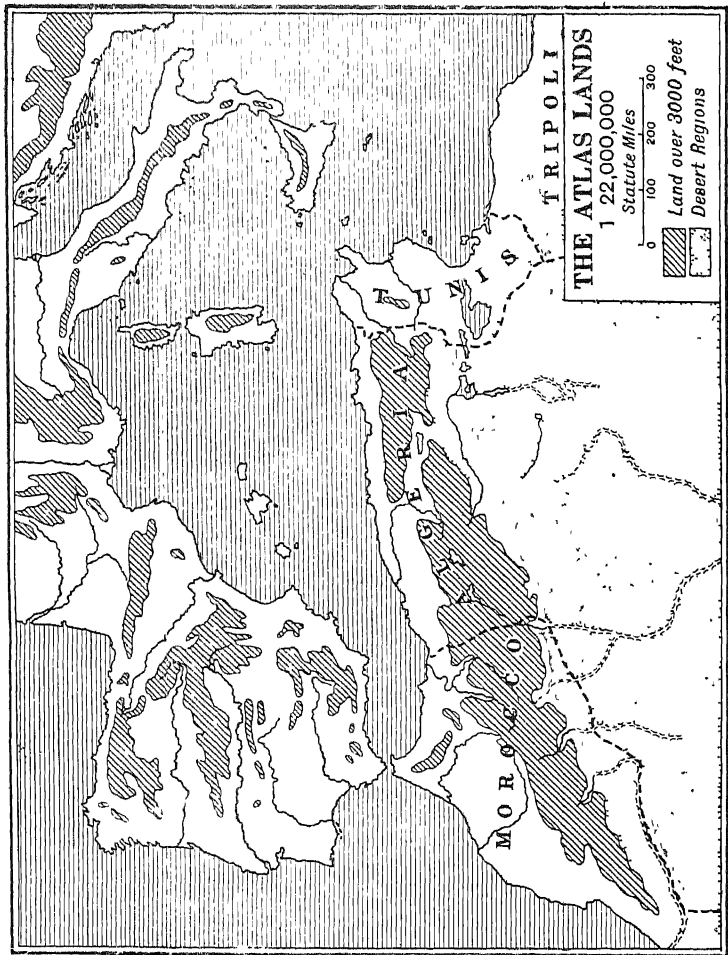 MOROCCO
ALGERIA
TUNIS
TRIPOLI
THE ATLAS LANDS
1 22,000,000
Statute Miles
0 100 200 300
Land over 3000 feet
Desert Regions